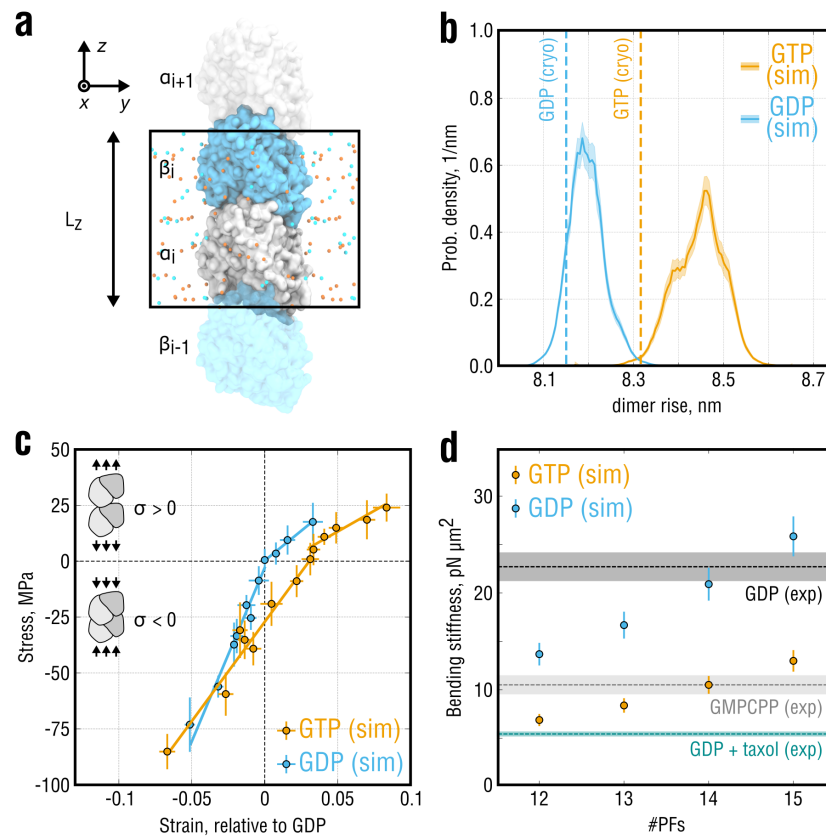 a
z
x
y
αi+1
βi
Lz
αi
βi-1
b
Prob. density, 1/nm
1.0
0.8
0.6
0.4
0.2
0.0
GDP (cryo)
GTP (cryo)
GTP
(sim)
GDP
(sim)
8.1
8.3
8.5
8.7
dimer rise, nm
c
Stress, MPa
50
25
0
-25
-50
-75
-100
σ > 0
σ < 0
GTP (sim)
GDP (sim)
-0.1
-0.05
0
0.05
0.1
Strain, relative to GDP
d
Bending stiffness, pN μm²
35
20
10
0
GTP (sim)
GDP (sim)
GDP (exp)
GMPCPP (exp)
GDP + taxol (exp)
12
13
14
15
#PFs